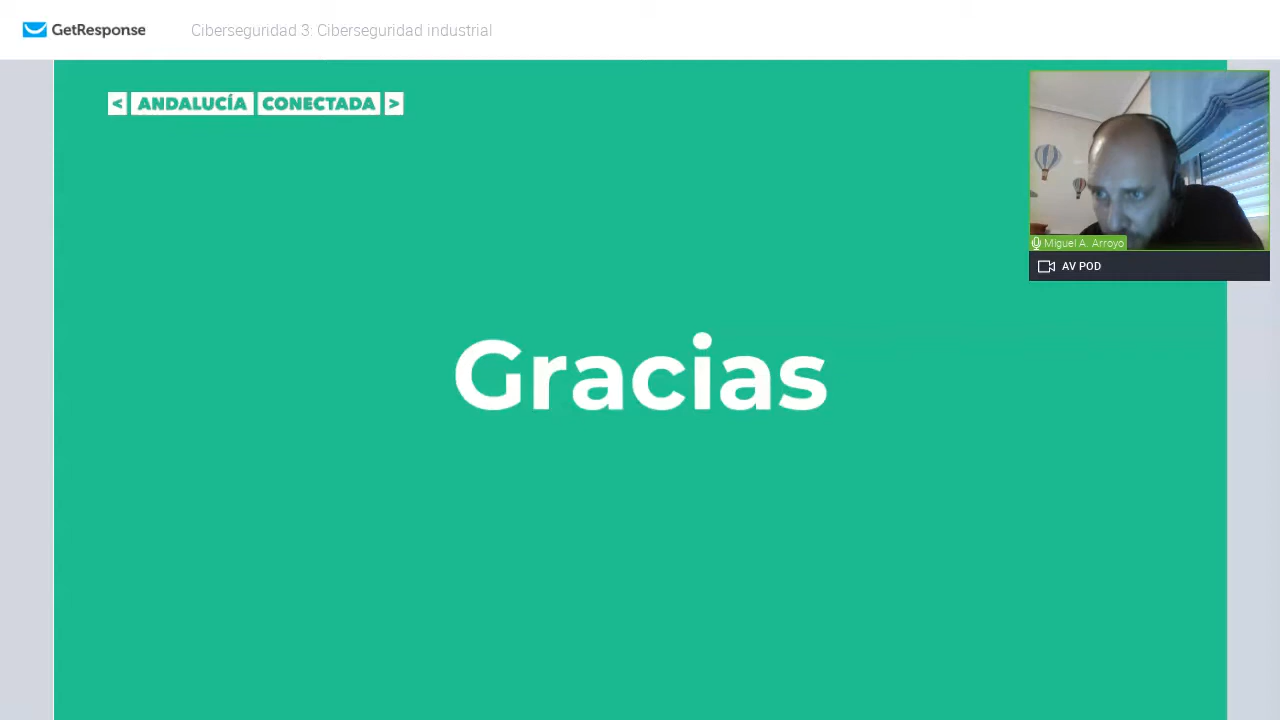 GetResponse
Ciberseguridad 3: Ciberseguridad industrial
< ANDALUCÍA CONECTADA >
Miguel A. Arroyo
AV POD
Gracias